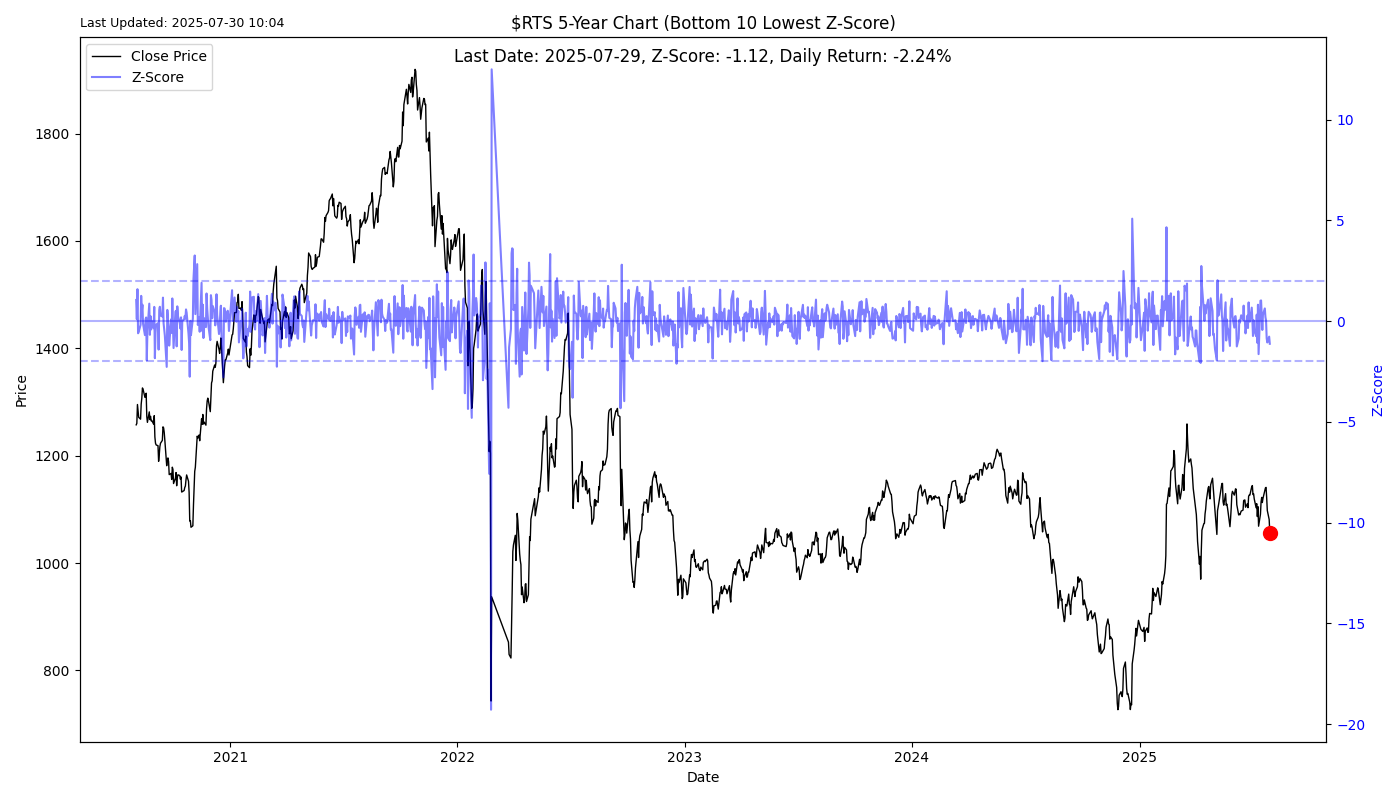 Last Updated: 2025-07-30 10:04
$RTS 5-Year Chart (Bottom 10 Lowest Z-Score)
Last Date: 2025-07-29, Z-Score: -1.12, Daily Return: -2.24%
Close Price
Z-Score
1800
1600
1400
1200
1000
800
Price
10
5
0
−5
−10
−15
−20
Z-Score
2021
2022
2023
2024
2025
Date